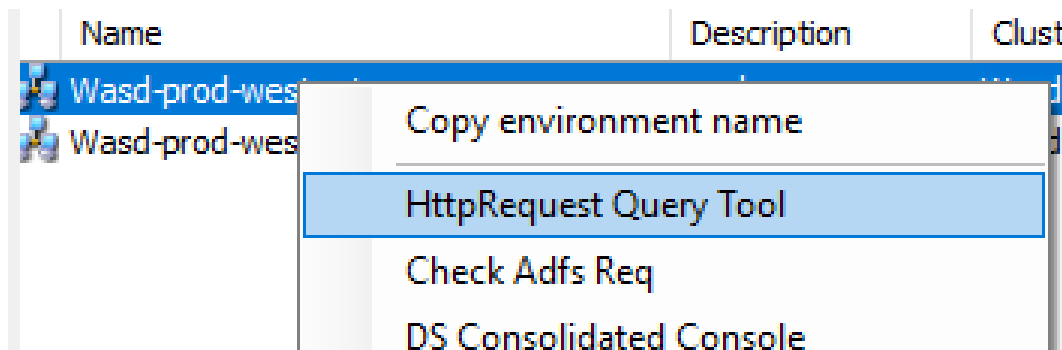 Name Description Clust
Wasd-prod-wes
Copy environment name
Wasd-prod-wes
HttpRequest Query Tool
Check Adfs Req
DS Consolidated Console